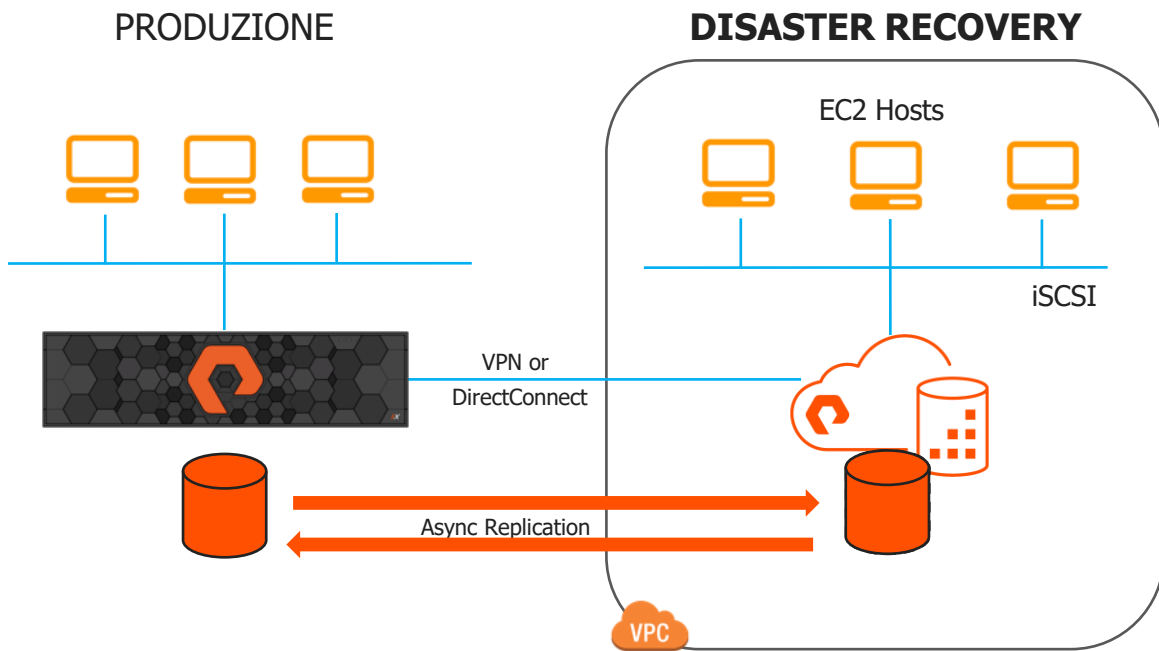 PRODUZIONE
DISASTER RECOVERY
EC2 Hosts
iSCSI
VPN or
DirectConnect
Async Replication
VPC